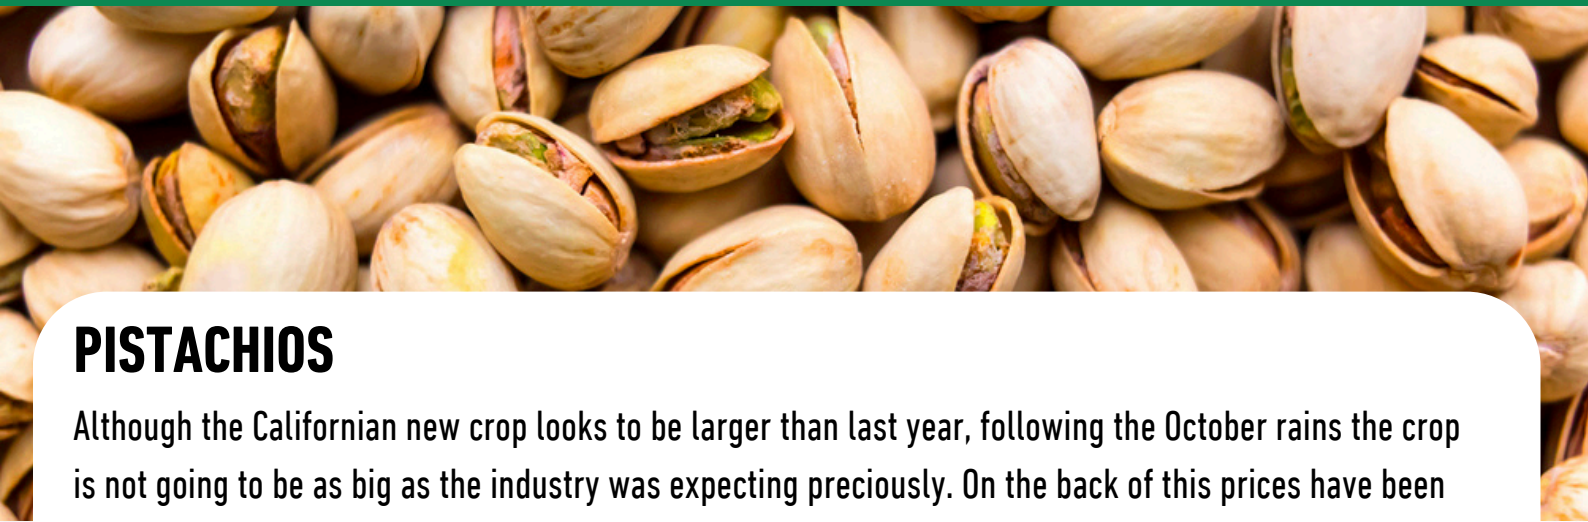 PISTACHIOS
Although the Californian new crop looks to be larger than last year, following the October rains the crop
is not going to be as big as the industry was expecting preciously. On the back of this prices have been